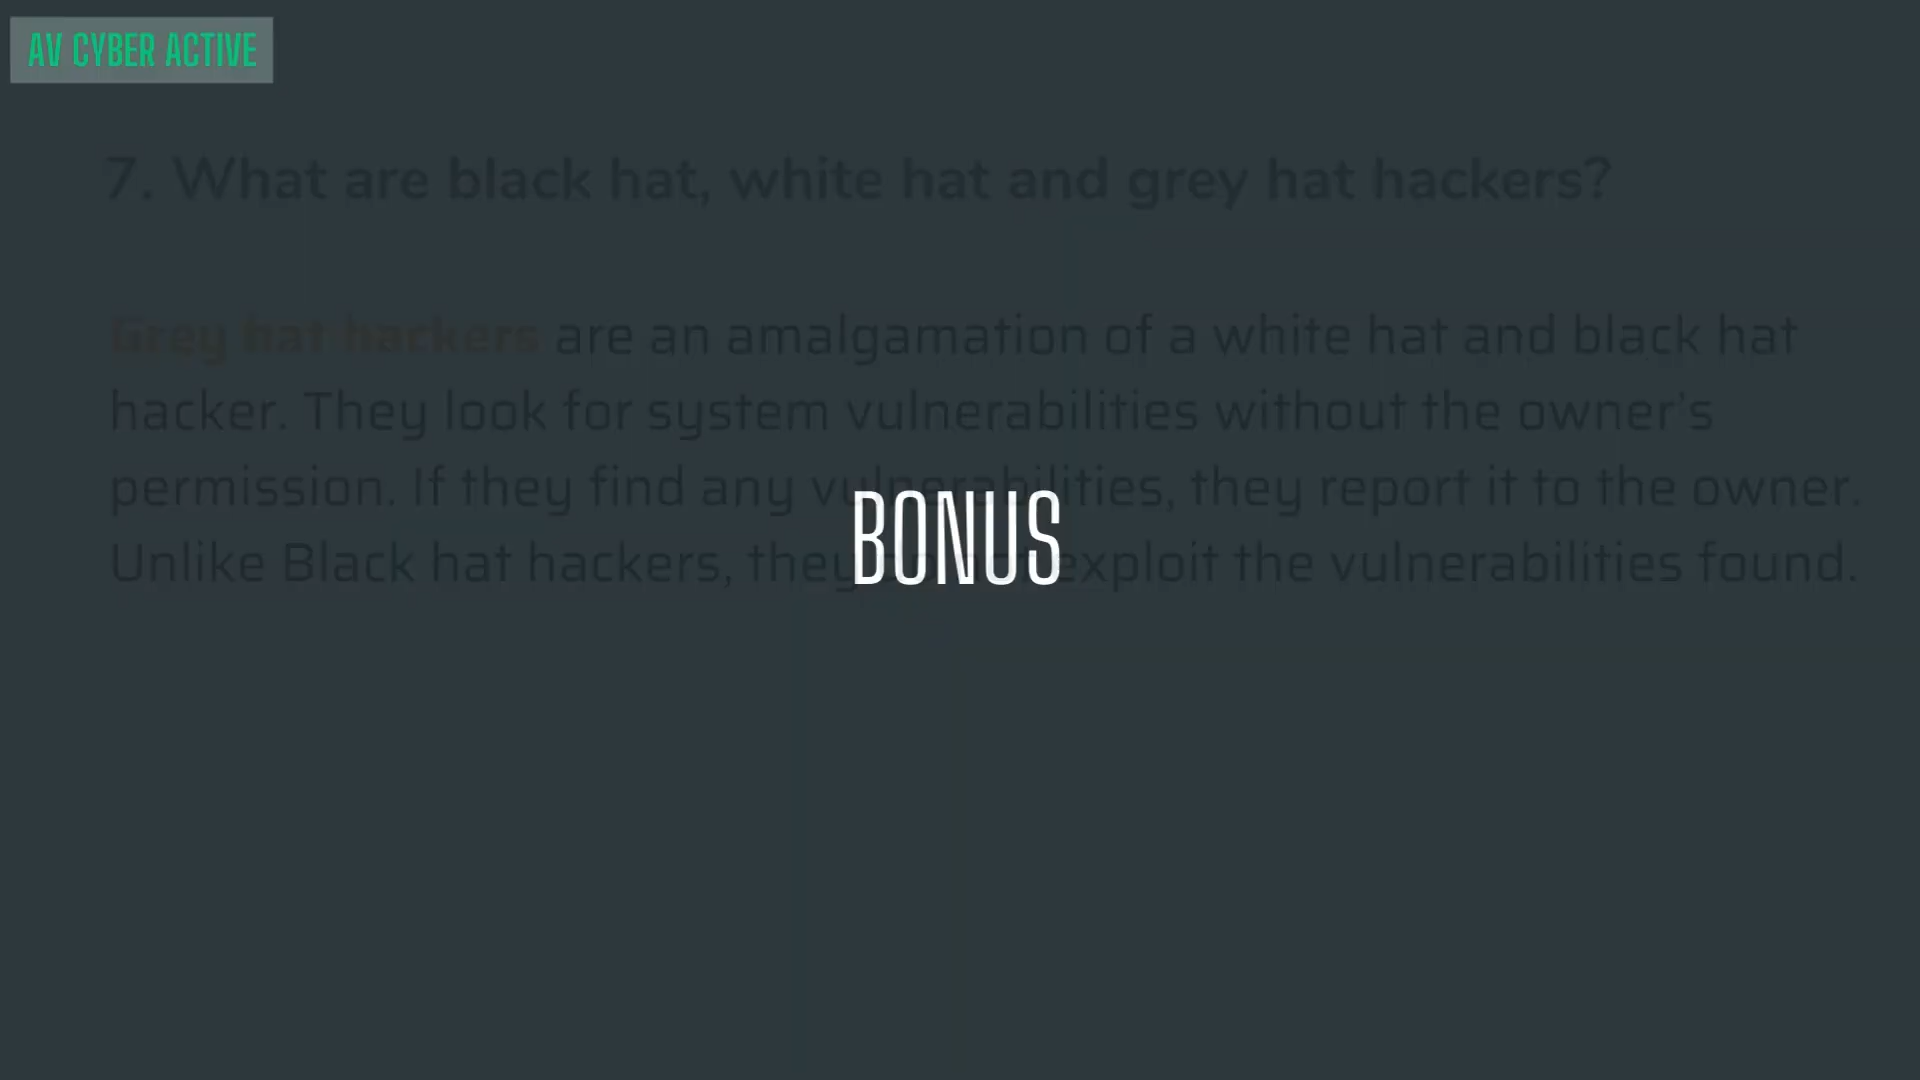 AV CYBER ACTIVE
7. What are black hat, white hat and grey hat hackers?
Grey hat hackers are an amalgamation of a white hat and black hat
hacker. They look for system vulnerabilities without the owner's
permission. If they find any vulnerabilities, they report it to the owner.
BONUS
Unlike Black hat hackers, they exploit the vulnerabilities found.